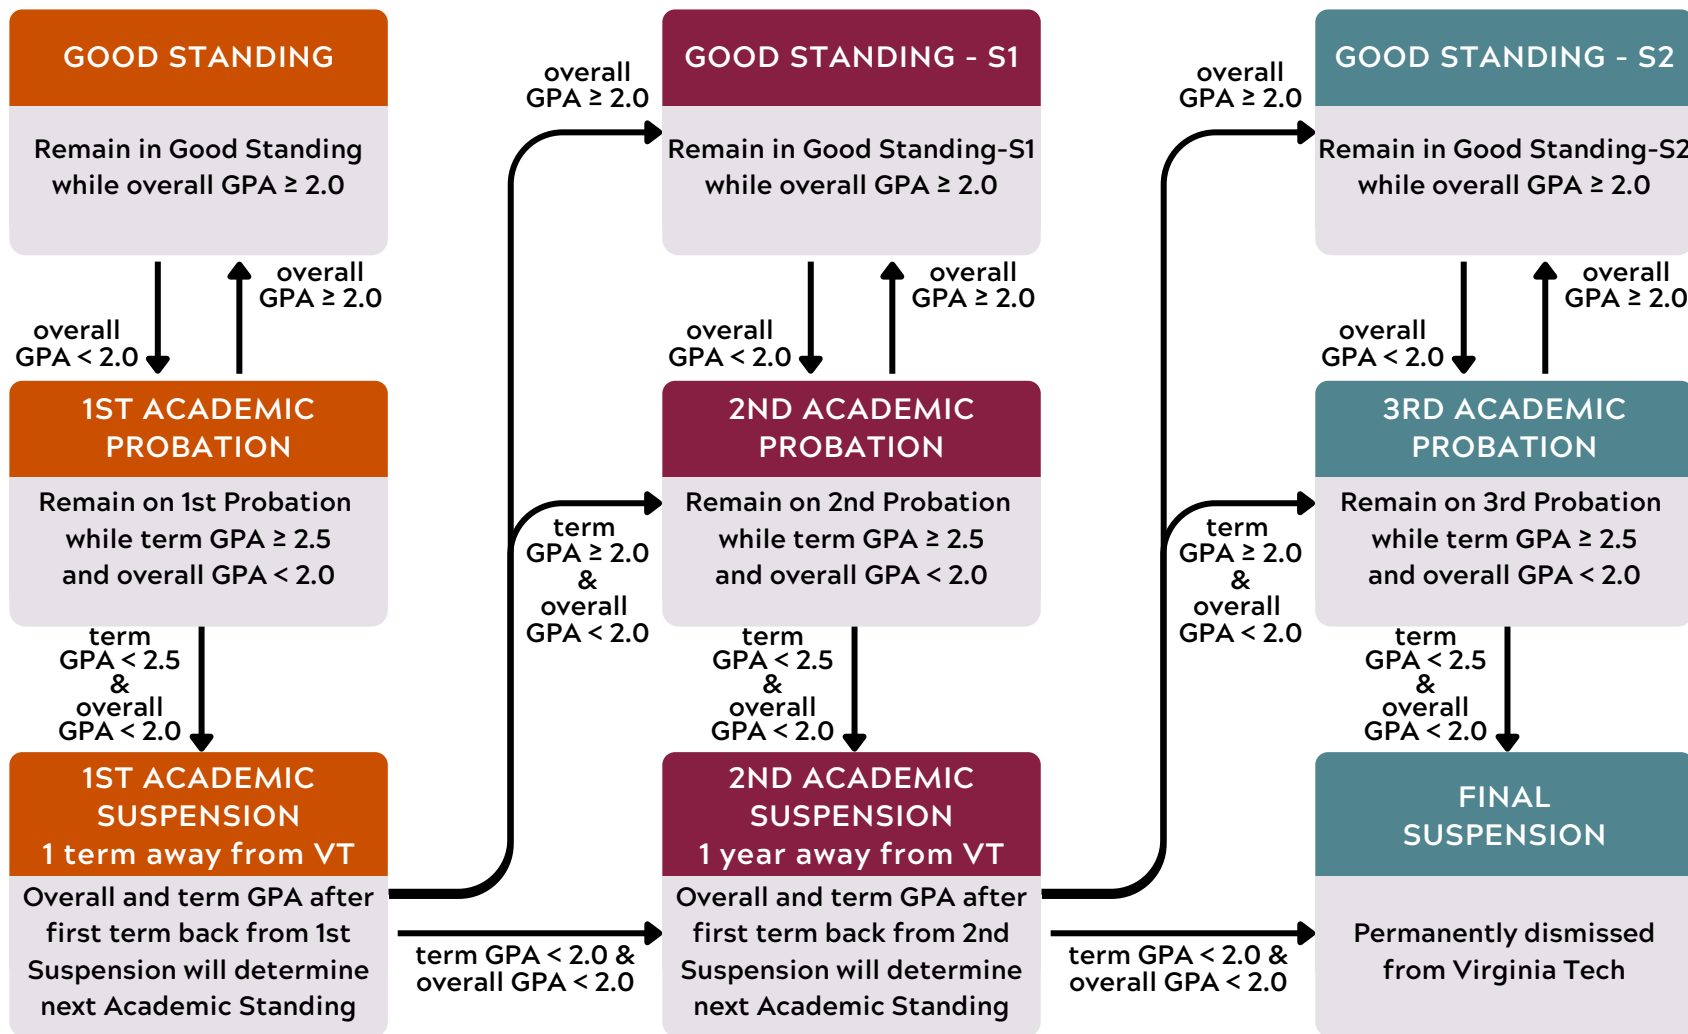 GOOD STANDING
Remain in Good Standing
while overall GPA ≥ 2.0
overall
GPA < 2.0
overall
GPA ≥ 2.0
1ST ACADEMIC
PROBATION
Remain on 1st Probation
while term GPA ≥ 2.5
and overall GPA < 2.0
term
GPA < 2.5
&
overall
GPA < 2.0
1ST ACADEMIC
SUSPENSION
1 term away from VT
Overall and term GPA after
first term back from 1st
Suspension will determine
next Academic Standing
overall
GPA ≥ 2.0
term
GPA ≥ 2.0
&
overall
GPA < 2.0
term GPA < 2.0 &
overall GPA < 2.0
GOOD STANDING - S1
Remain in Good Standing-S1
while overall GPA ≥ 2.0
overall
GPA < 2.0
overall
GPA ≥ 2.0
2ND ACADEMIC
PROBATION
Remain on 2nd Probation
while term GPA ≥ 2.5
and overall GPA < 2.0
term
GPA < 2.5
&
overall
GPA < 2.0
2ND ACADEMIC
SUSPENSION
1 year away from VT
Overall and term GPA after
first term back from 2nd
Suspension will determine
next Academic Standing
overall
GPA ≥ 2.0
term
GPA ≥ 2.0
&
overall
GPA < 2.0
term GPA < 2.0 &
overall GPA < 2.0
GOOD STANDING - S2
Remain in Good Standing-S2
while overall GPA ≥ 2.0
overall
GPA < 2.0
overall
GPA ≥ 2.0
3RD ACADEMIC
PROBATION
Remain on 3rd Probation
while term GPA ≥ 2.5
and overall GPA < 2.0
term
GPA < 2.5
&
overall
GPA < 2.0
FINAL
SUSPENSION
Permanently dismissed
from Virginia Tech